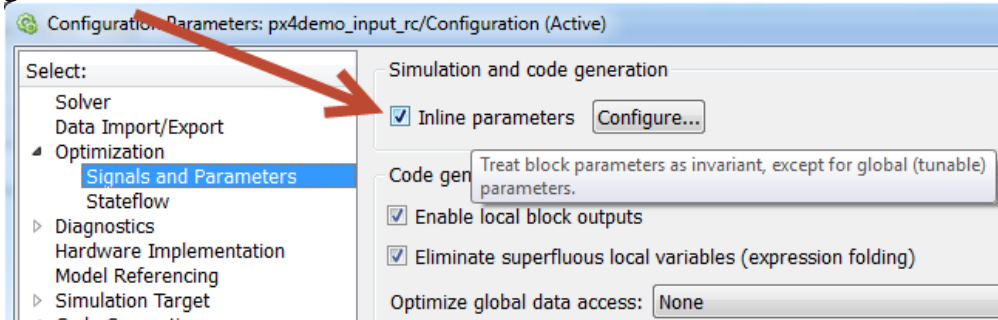 Configuration Parameters: px4demo_input_rc/Configuration (Active)
Select:
Solver
Data Import/Export
Optimization
Signals and Parameters
Stateflow
Diagnostics
Hardware Implementation
Model Referencing
Simulation Target
Simulation and code generation
Inline parameters
Configure...
Treat block parameters as invariant, except for global (tunable)
parameters.
Code gen
Enable local block outputs
Eliminate superfluous local variables (expression folding)
Optimize global data access: None